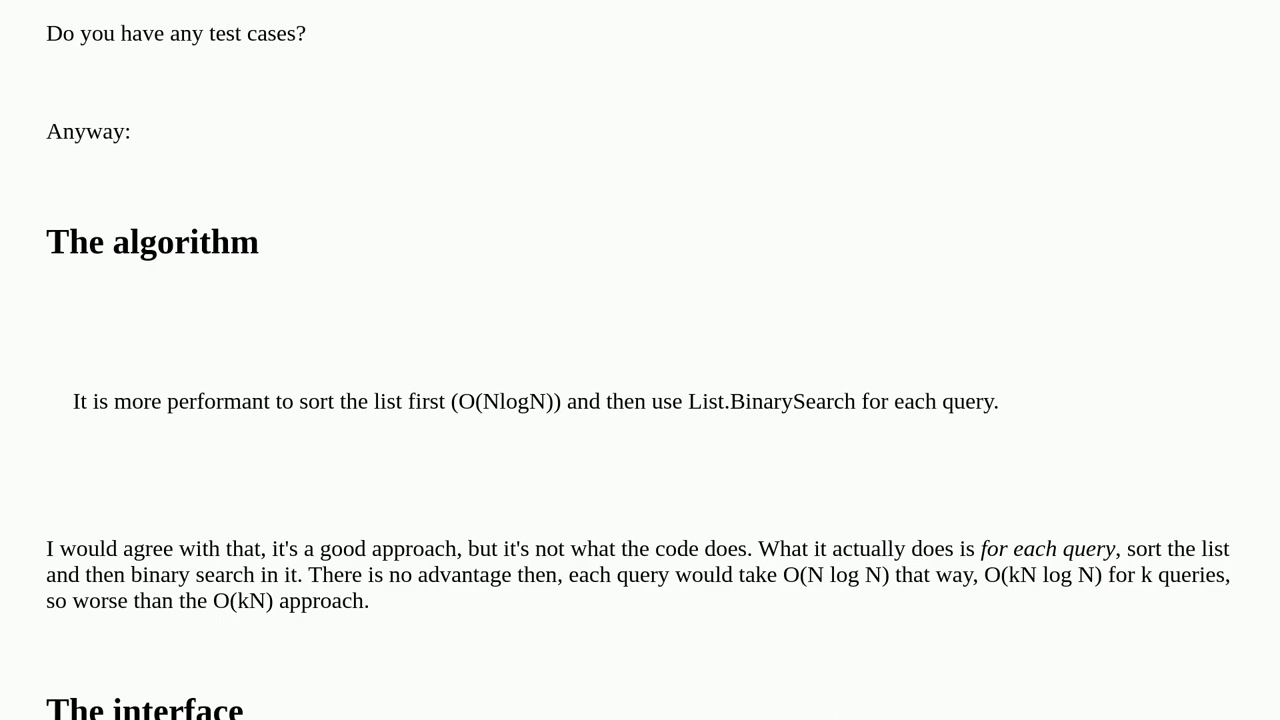 Do you have any test cases?
Anyway:
The algorithm
It is more performant to sort the list first (O(NlogN)) and then use List.BinarySearch for each query.
I would agree with that, it's a good approach, but it's not what the code does. What it actually does is for each query, sort the list
and then binary search in it. There is no advantage then, each query would take O(N log N) that way, O(kN log N) for k queries,
so worse than the O(kN) approach.
The interface